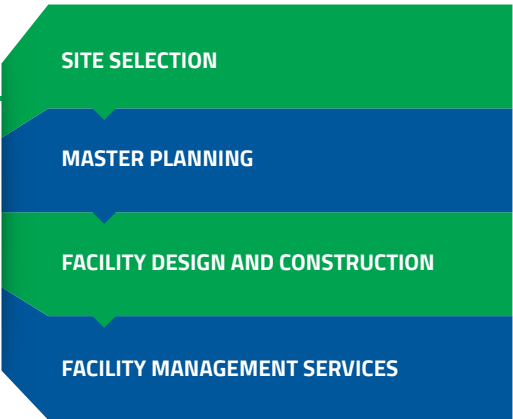 SITE SELECTION
MASTER PLANNING
FACILITY DESIGN AND CONSTRUCTION
FACILITY MANAGEMENT SERVICES